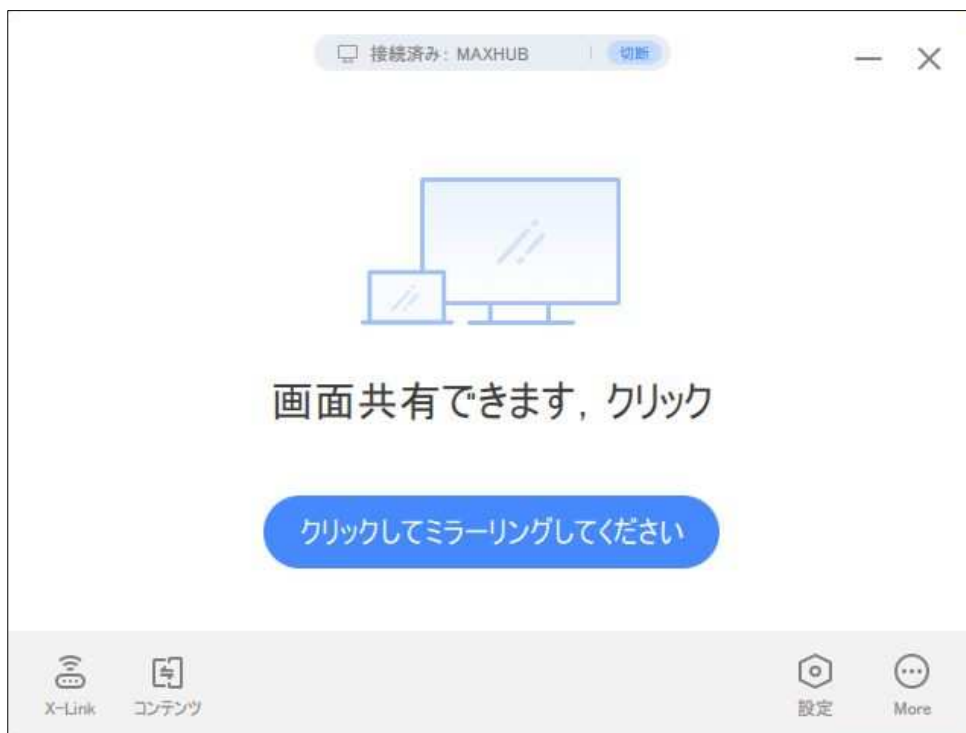 接続済み: MAXHUB
切断
画面共有できます, クリック
クリックしてミラーリングしてください
X-Link
コンテンツ
設定
More